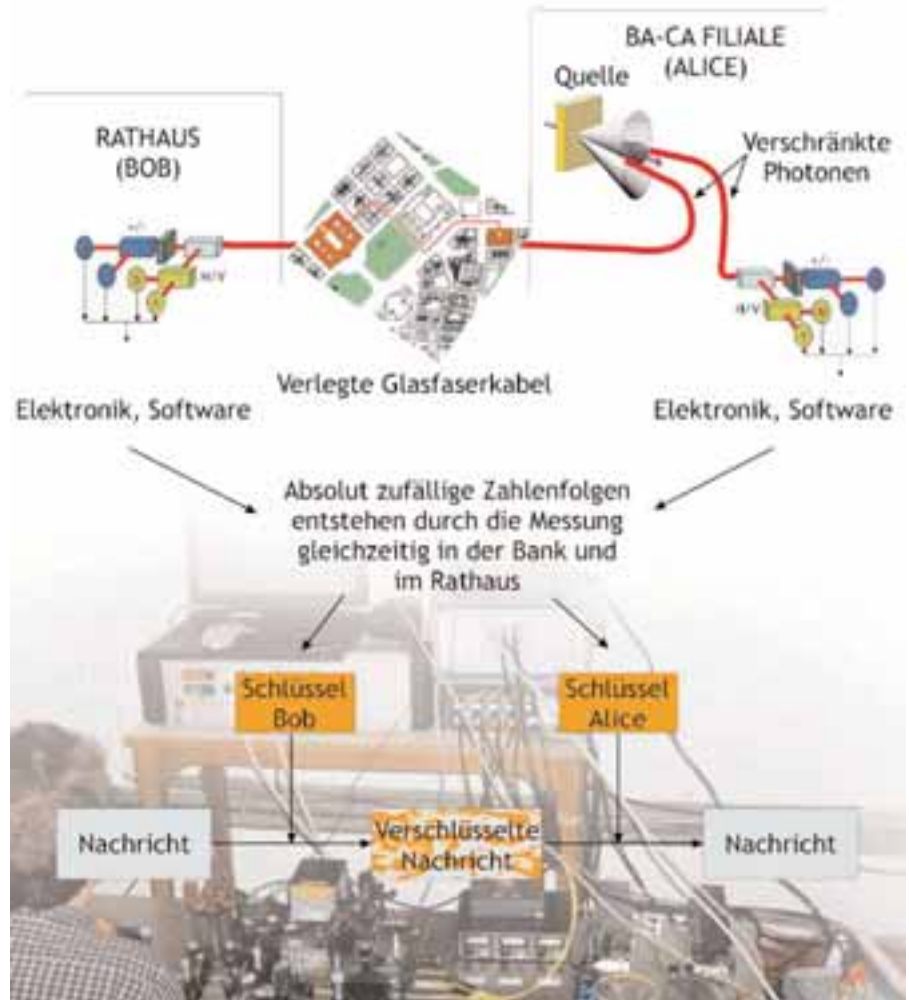 BA-CA FILIALE
(ALICE)
Quelle
RATHAUS
(BOB)
Verschränkte
Photonen
+/-
H/V
+/-
H/V
Verlegte Glasfaserkabel
Elektronik, Software
Elektronik, Software
Absolut zufällige Zahlenfolgen
entstehen durch die Messung
gleichzeitig in der Bank und
im Rathaus
Schlüssel
Bob
Schlüssel
Alice
Nachricht
Verschlüsselte
Nachricht
Nachricht